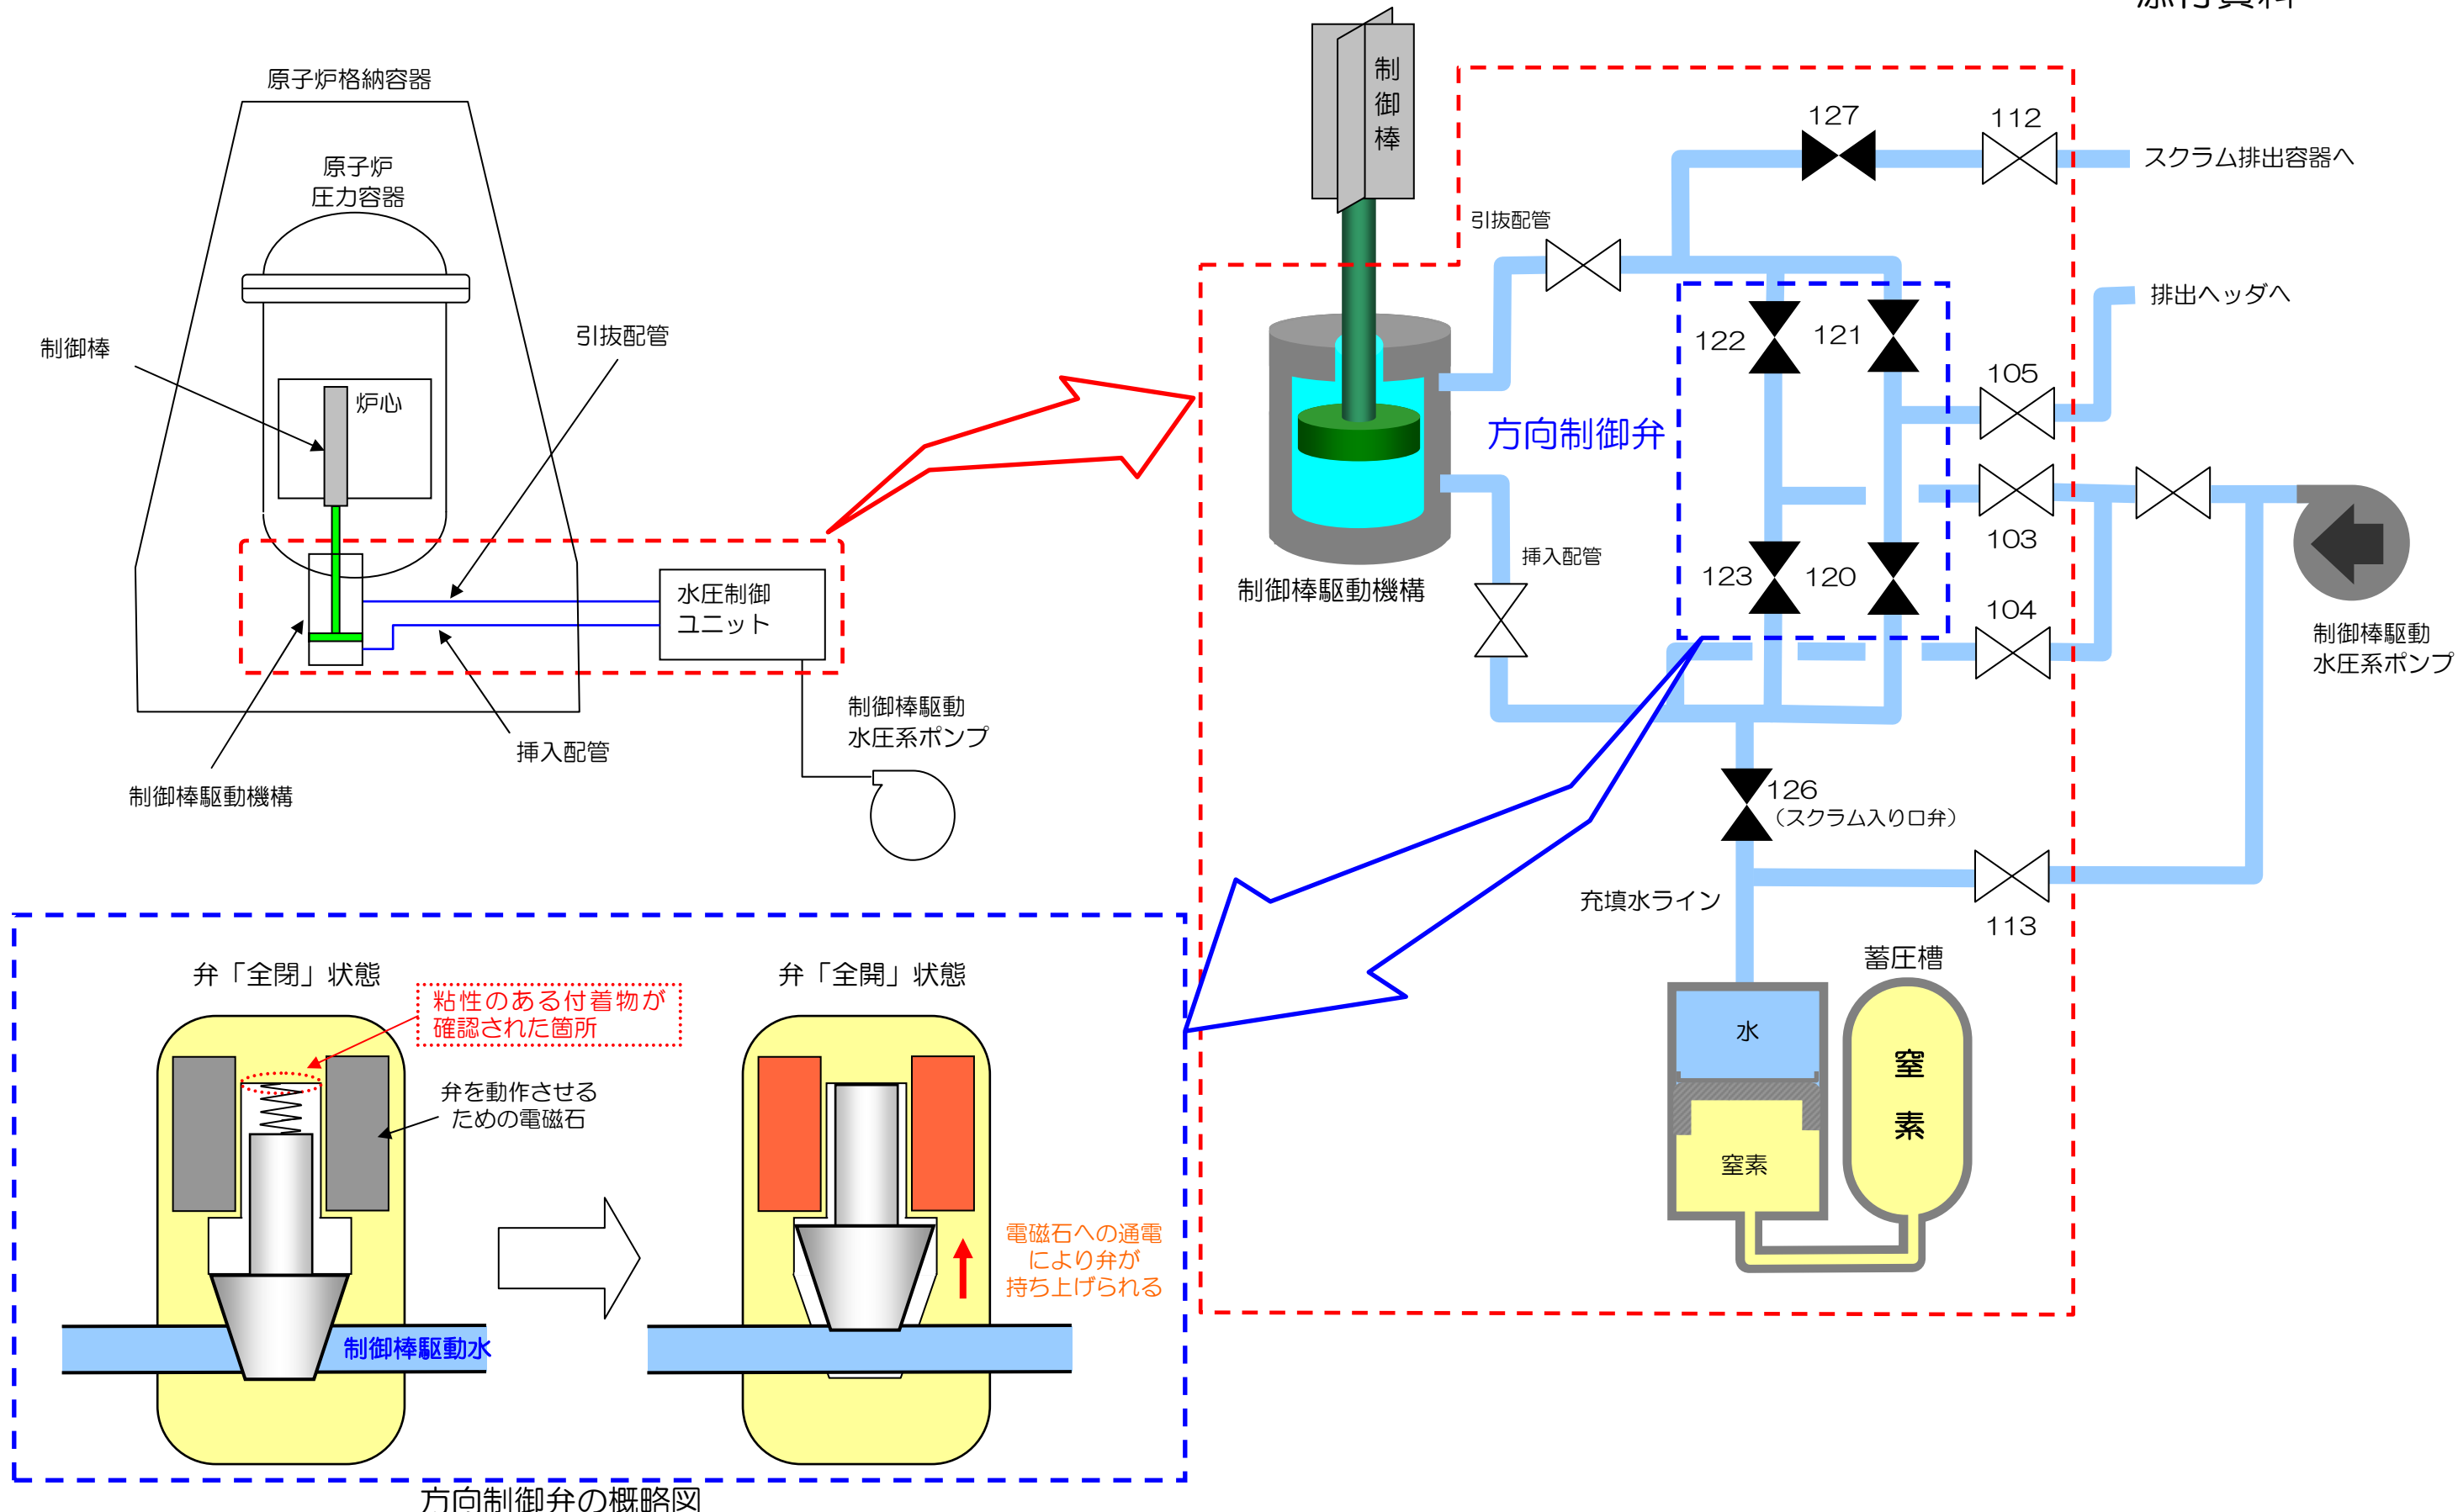 添付資料
原子炉格納容器
原子炉
圧力容器
制御棒
炉心
引抜配管
水圧制御
ユニット
挿入配管
制御棒駆動機構
制御棒駆動
水圧系ポンプ
制御棒
引抜配管
127
112
スクラム排出容器へ
排出ヘッダへ
122
121
105
方向制御弁
103
挿入配管
123
120
104
制御棒駆動機構
制御棒駆動
水圧系ポンプ
126
（スクラム入り口弁）
充填水ライン
113
蓄圧槽
水
窒素
窒素
弁「全閉」状態
粘性のある付着物が
確認された箇所
弁を動作させる
ための電磁石
制御棒駆動水
弁「全開」状態
電磁石への通電
により弁が
持ち上げられる
方向制御弁の概略図